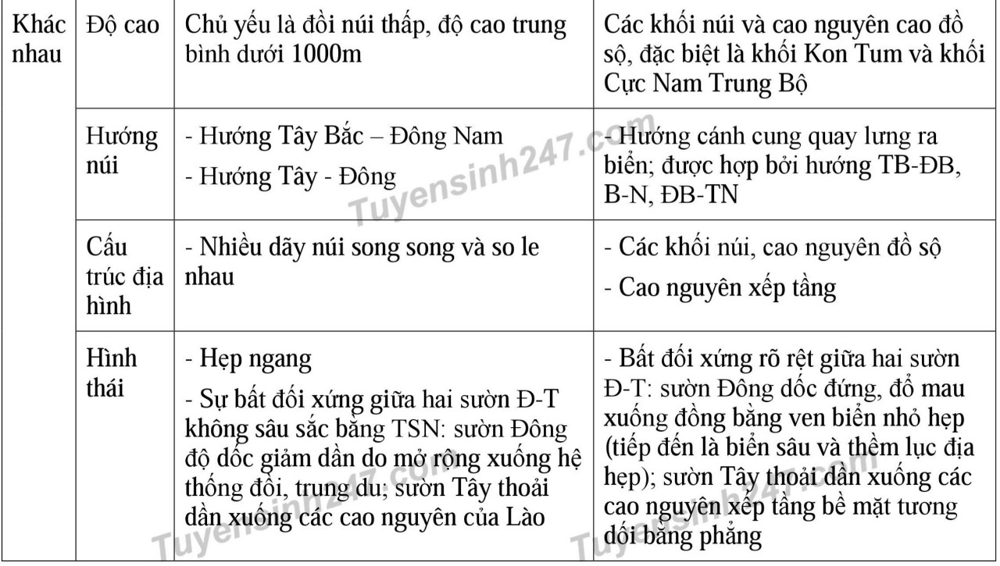 Khác nhau
Độ cao
Chủ yếu là đồi núi thấp, độ cao trung
bình dưới 1000m
Các khối núi và cao nguyên cao đồ
sộ, đặc biệt là khối Kon Tum và khối
Cực Nam Trung Bộ
Hướng
núi
- Hướng Tây Bắc – Đông Nam
- Hướng Tây - Đông
- Hướng cánh cung quay lưng ra
biển; được hợp bởi hướng TB-ĐB,
B-N, ĐB-TN
Cấu
trúc địa
hình
- Nhiều dãy núi song song và so le
nhau
- Các khối núi, cao nguyên đồ sộ
- Cao nguyên xếp tầng
Hình
thái
- Hẹp ngang
- Sự bất đối xứng giữa hai sườn Đ-T
không sâu sắc bằng TSN: sườn Đông
độ dốc giảm dần do mở rộng xuống hệ
thống đồi, trung du; sườn Tây thoải
dần xuống các cao nguyên của Lào
- Bất đối xứng rõ rệt giữa hai sườn
Đ-T: sườn Đông dốc đứng, đổ mau
xuống đồng bằng ven biển nhỏ hẹp
(tiếp đến là biển sâu và thềm lục địa
hẹp); sườn Tây thoải dần xuống các
cao nguyên xếp tầng bề mặt tương
dối bằng phẳng
Tuyensinh247.com
Tuyensinh247.com
Tuyensinh247.com